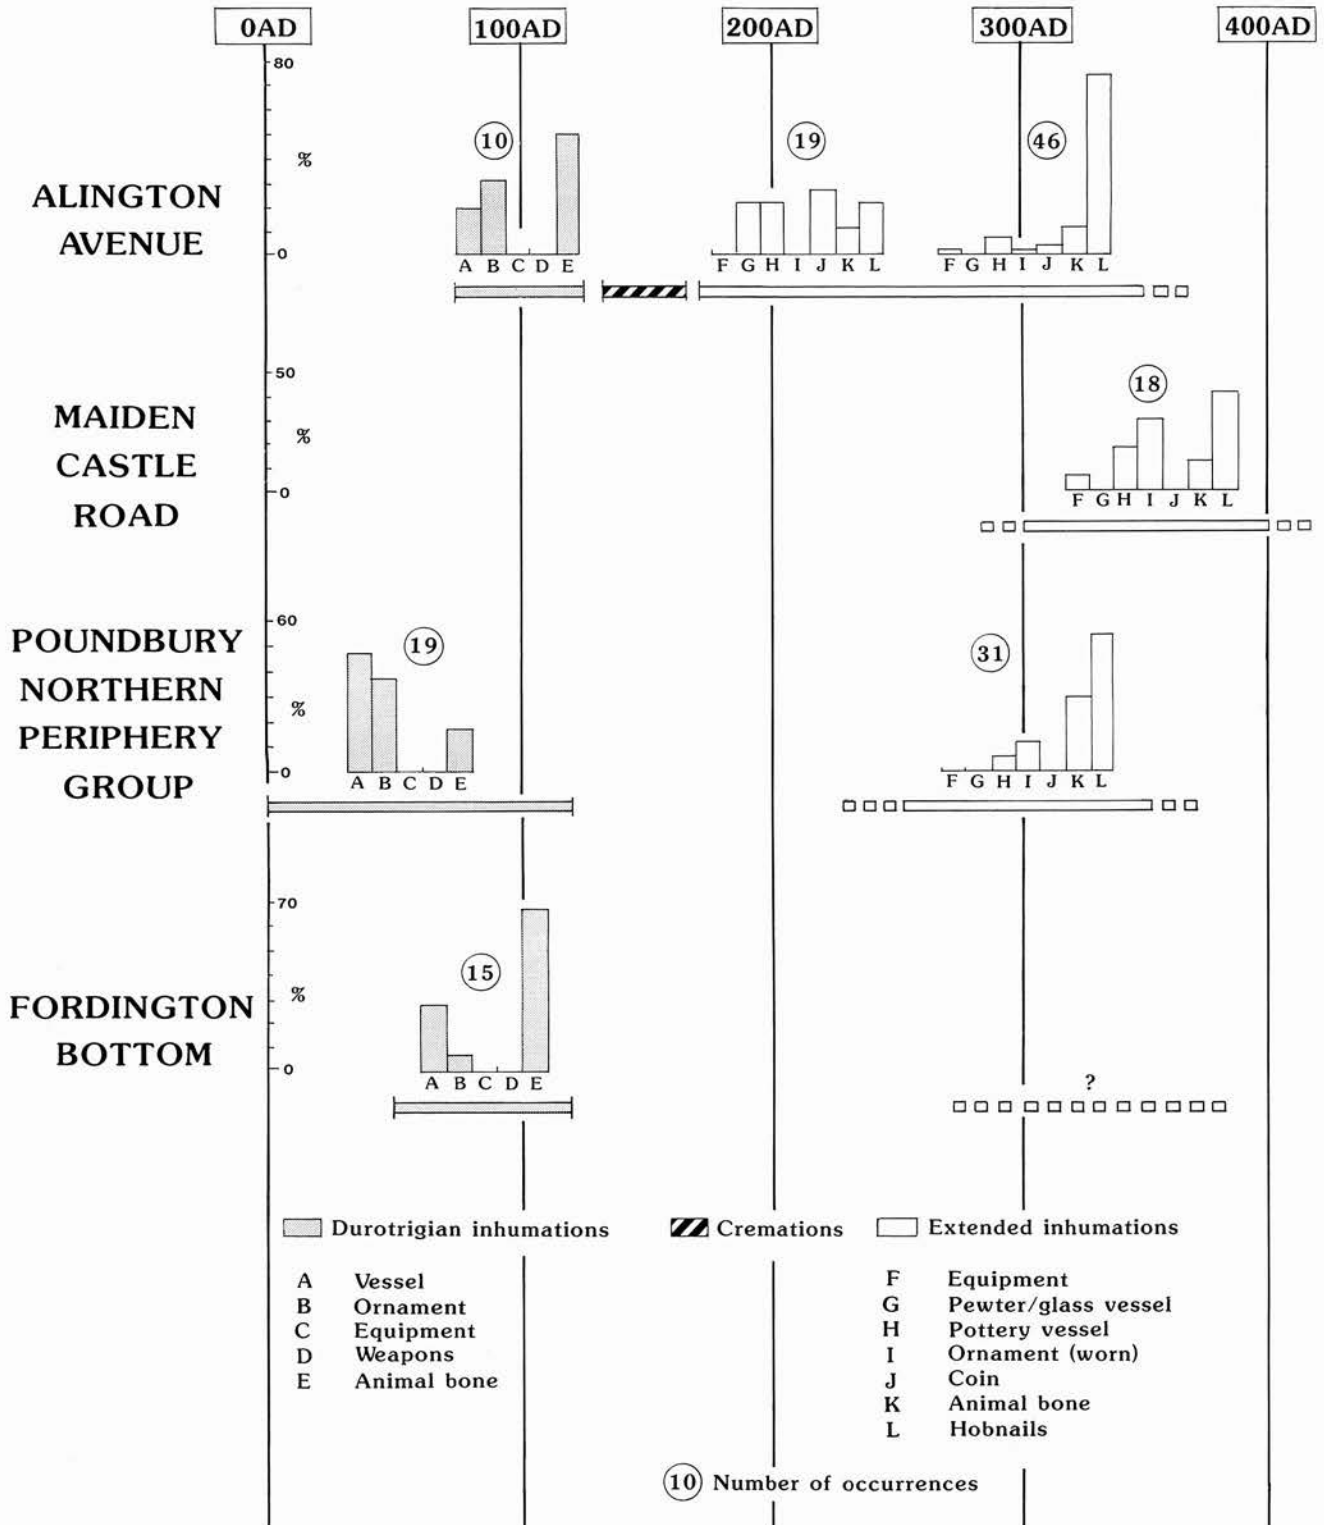 0AD 100AD 200AD 300AD 400AD
80
10 19 46
%
ALINGTON
AVENUE
0
A B C D E F G H I J K L F G H I J K L
50
18
MAIDEN
%
CASTLE
ROAD
0
F G H I J K L
60
POUNDBURY
19 31
NORTHERN
%
PERIPHERY
GROUP
0
A B C D E F G H I J K L
70
15
%
FORDINGTON
BOTTOM
0
A B C D E
?
Durotrigian inhumations Cremations Extended inhumations
A Vessel
B Ornament
C Equipment
D Weapons
E Animal bone
F Equipment
G Pewter/glass vessel
H Pottery vessel
I Ornament (worn)
J Coin
K Animal bone
L Hobnails
10 Number of occurrences